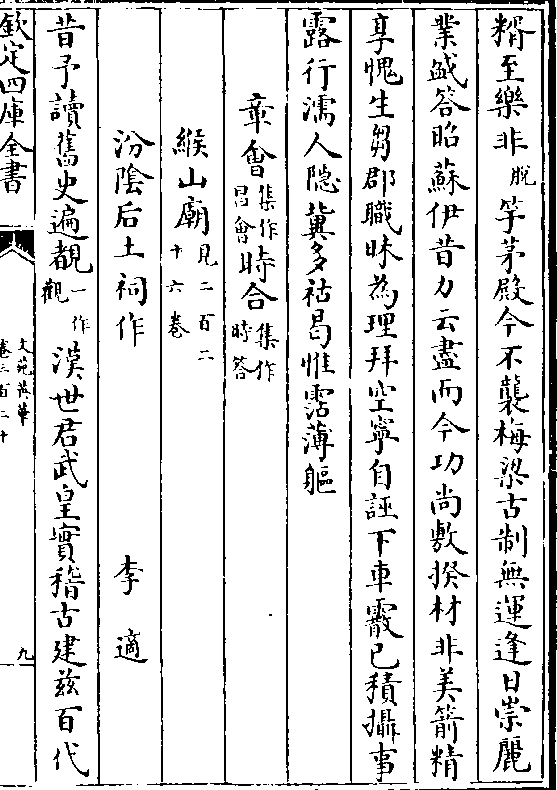 糈至樂非脫竽茅殿今不襲梅梁古制無運逢日崇麗
業鹹答昭蘇伊昔力云盡而今功尚敷揆材非美箭精
享愧生芻郡職昧為理拜空寧自誣下車霰已積攝事
露行濡人隱冀多祜曷惟霑薄軀
章會集作昌會時合集作時答
緱山廟見二百二十六卷
汾陰后土祠作 李適
昔予讀舊史遍覩一作觀漢世君武皇實稽古建兹百代
欽定四庫全書
文苑英華
卷三百二十
九